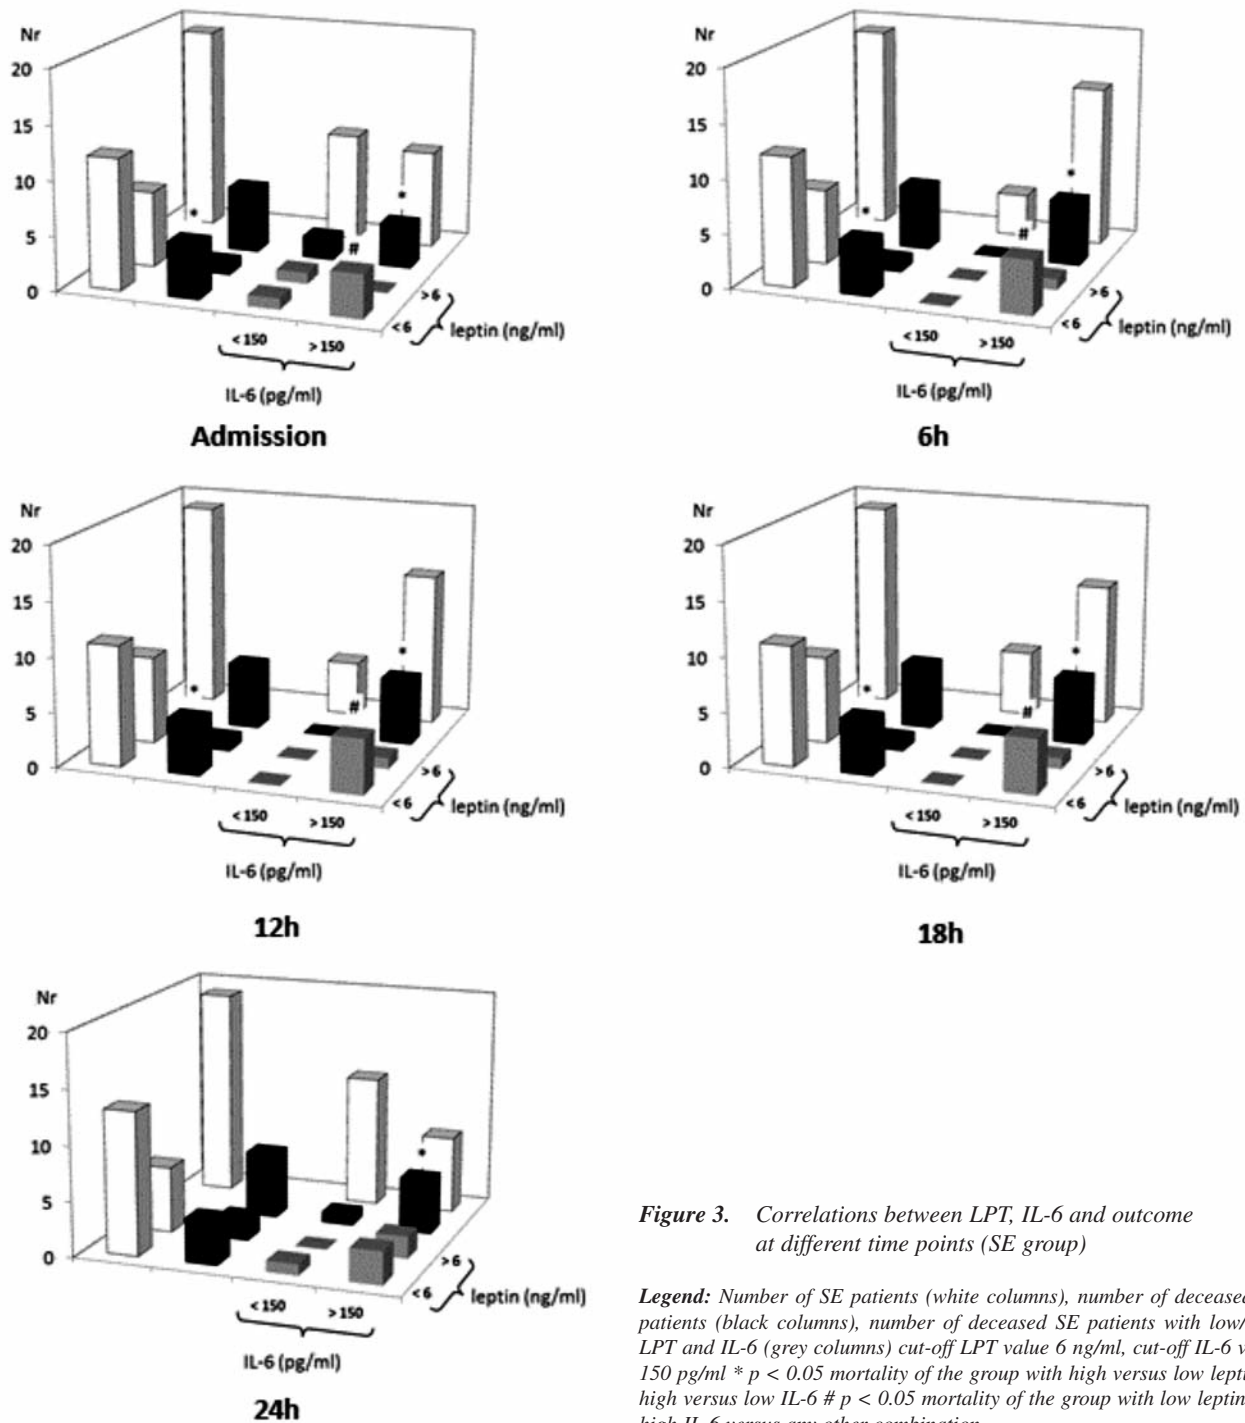 Nr
20
15
10
5
0
*
*
#
>6
<6
leptin (ng/ml)
<150
>150
IL-6 (pg/ml)
Admission
Nr
20
15
10
5
0
*
*
#
>6
<6
leptin (ng/ml)
<150
>150
IL-6 (pg/ml)
6h
Nr
20
15
10
5
0
*
*
#
>6
<6
leptin (ng/ml)
<150
>150
IL-6 (pg/ml)
12h
Nr
20
15
10
5
0
*
*
#
>6
<6
leptin (ng/ml)
<150
>150
IL-6 (pg/ml)
18h
Nr
20
15
10
5
0
*
>6
<6
leptin (ng/ml)
<150
>150
IL-6 (pg/ml)
24h
Figure 3. Correlations between LPT, IL-6 and outcome
at different time points (SE group)
Legend: Number of SE patients (white columns), number of deceased
patients (black columns), number of deceased SE patients with low/
LPT and IL-6 (grey columns) cut-off LPT value 6 ng/ml, cut-off IL-6
150 pg/ml * p < 0.05 mortality of the group with high versus low
high versus low IL-6 # p < 0.05 mortality of the group with low leptin
high IL-6 versus any other combination